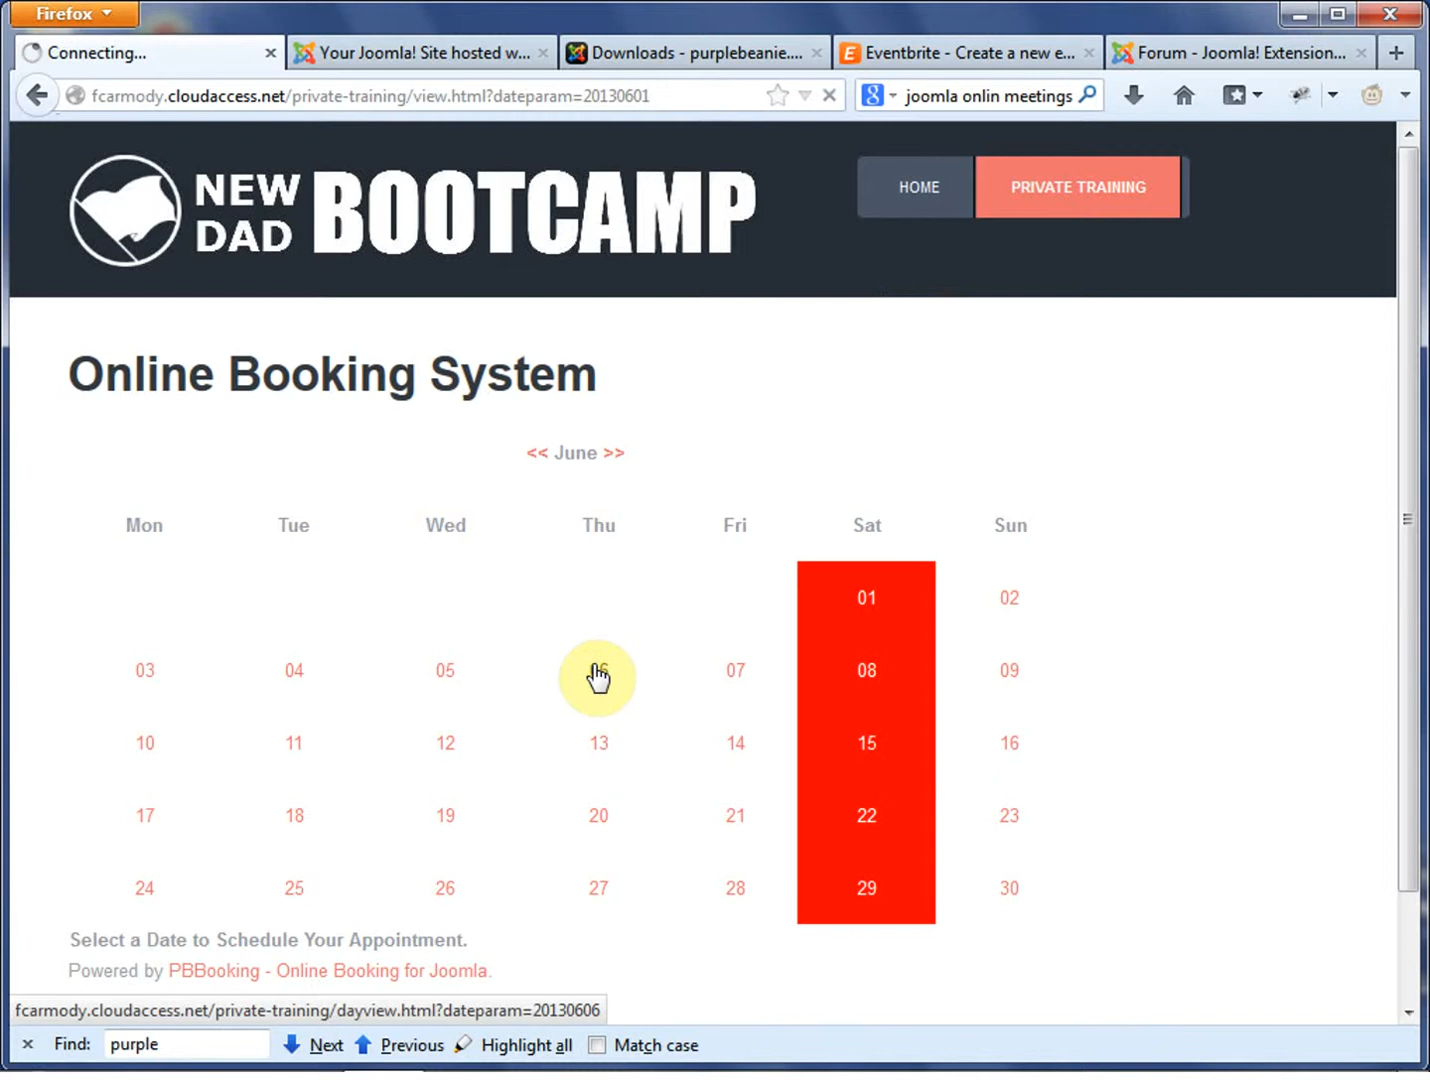 Firefox
Connecting...
Your Joomla! Site hosted w...
Downloads - purplebeanie....
Eventbrite - Create a new e...
Forum - Joomla! Extension...
fcarmody.cloudaccess.net/private-training/view.html?dateparam=20130601
joomla onlin meetings
NEW DAD BOOTCAMP
HOME
PRIVATE TRAINING
Online Booking System
<< June >>
Mon Tue Wed Thu Fri Sat Sun
01 02
03 04 05 06 07 08 09
10 11 12 13 14 15 16
17 18 19 20 21 22 23
24 25 26 27 28 29 30
Select a Date to Schedule Your Appointment.
Powered by PBBooking - Online Booking for Joomla.
fcarmody.cloudaccess.net/private-training/dayview.html?dateparam=20130606
Find: purple Next Previous Highlight all Match case